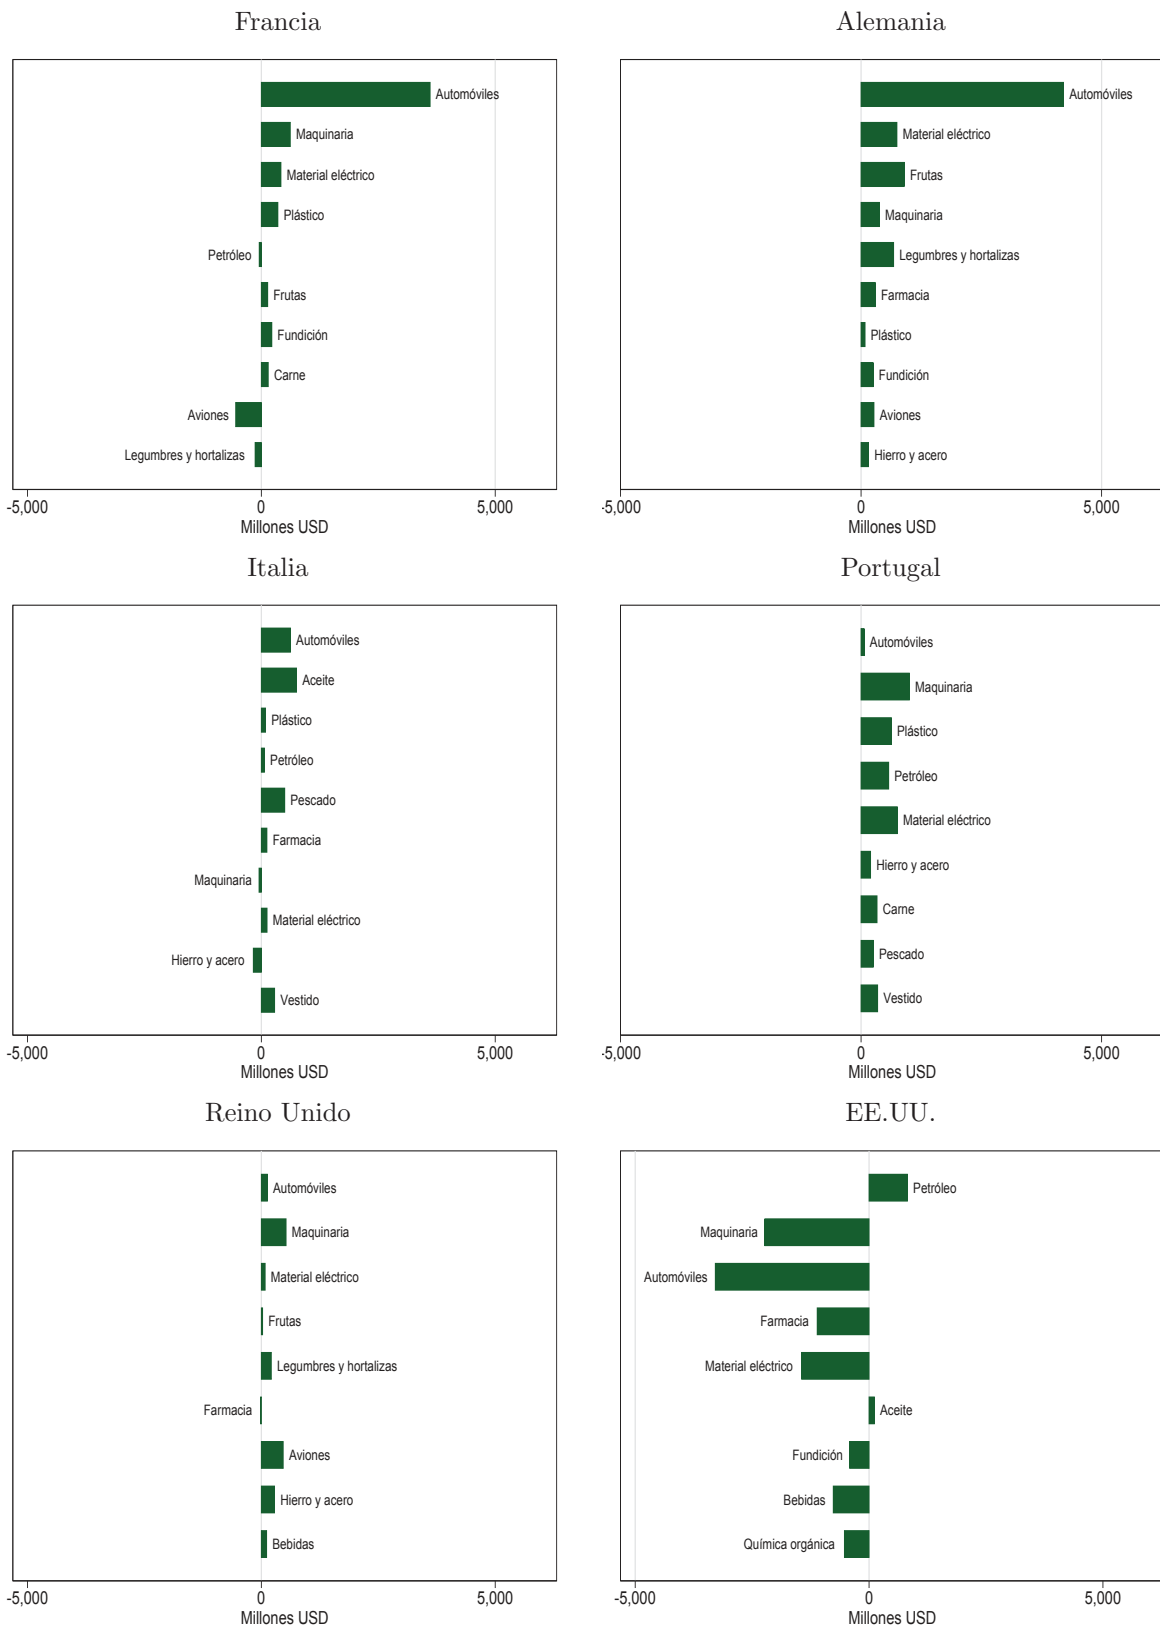 Francia
Automóviles
Maquinaria
Material eléctrico
Plástico
Petróleo
Frutas
Fundición
Carne
Aviones
Legumbres y hortalizas
-5,000 0 5,000
Millones USD
Alemania
Automóviles
Material eléctrico
Frutas
Maquinaria
Legumbres y hortalizas
Farmacia
Plástico
Fundición
Aviones
Hierro y acero
-5,000 0 5,000
Millones USD
Italia
Automóviles
Aceite
Plástico
Petróleo
Pescado
Farmacia
Maquinaria
Material eléctrico
Hierro y acero
Vestido
-5,000 0 5,000
Millones USD
Portugal
Automóviles
Maquinaria
Plástico
Petróleo
Material eléctrico
Hierro y acero
Carne
Pescado
Vestido
-5,000 0 5,000
Millones USD
Reino Unido
Automóviles
Maquinaria
Material eléctrico
Frutas
Legumbres y hortalizas
Farmacia
Aviones
Hierro y acero
Bebidas
-5,000 0 5,000
Millones USD
EE.UU.
Petróleo
Maquinaria
Automóviles
Farmacia
Material eléctrico
Aceite
Fundición
Bebidas
Química orgánica
-5,000 0 5,000
Millones USD